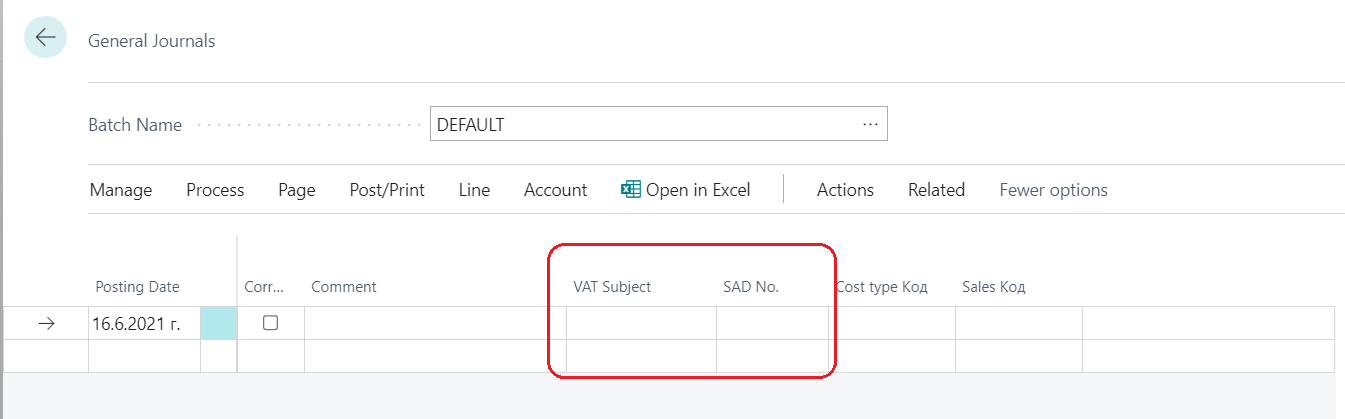 General Journals
Batch Name DEFAULT ...
Manage Process Page Post/Print Line Account Open in Excel Actions Related Fewer options
Posting Date Corr... Comment VAT Subject SAD No. Cost type Код Sales Код
16.6.2021 г.